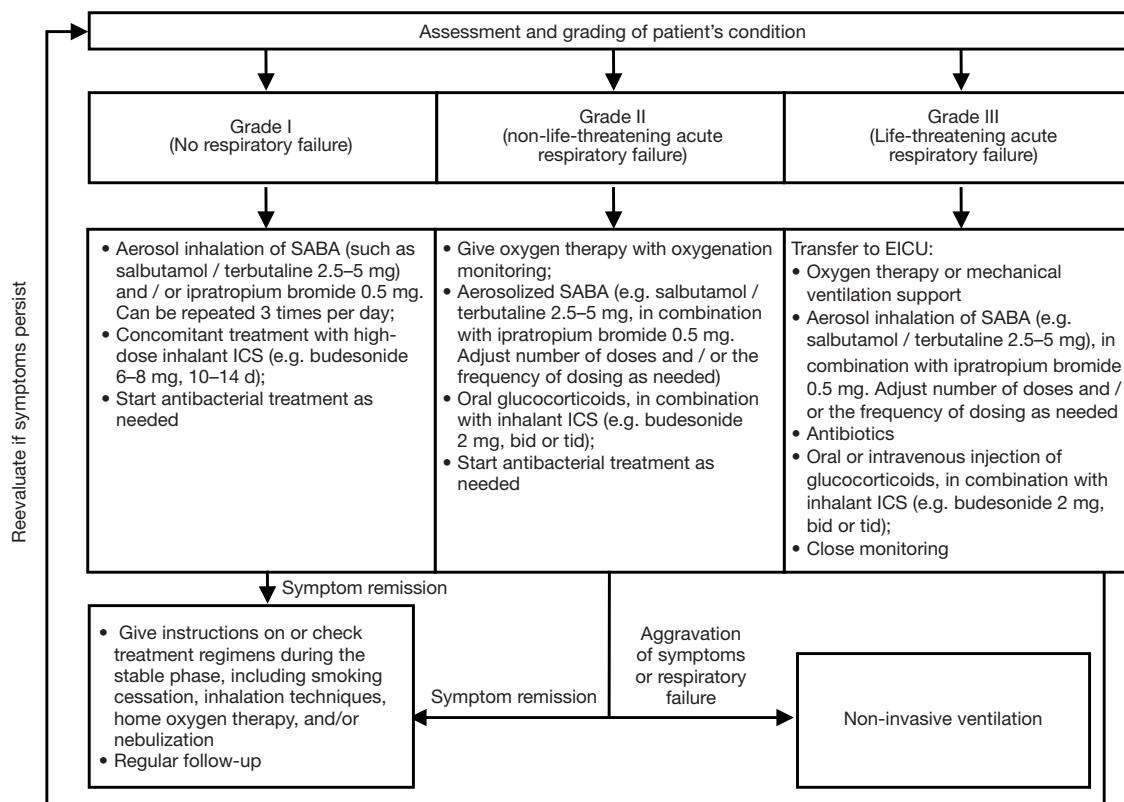 Assessment and grading of patient's condition
Grade I
(No respiratory failure)
Grade II
(non-life-threatening acute
respiratory failure)
Grade III
(Life-threatening acute
respiratory failure)
• Aerosol inhalation of SABA (such as
salbutamol / terbutaline 2.5–5 mg)
and / or ipratropium bromide 0.5 mg.
Can be repeated 3 times per day;
• Concomitant treatment with high-
dose inhalant ICS (e.g. budesonide
6–8 mg, 10–14 d);
• Start antibacterial treatment as
needed
• Give oxygen therapy with oxygenation
monitoring;
• Aerosolized SABA (e.g. salbutamol /
terbutaline 2.5–5 mg, in combination
with ipratropium bromide 0.5 mg.
Adjust number of doses and / or the
frequency of dosing as needed)
• Oral glucocorticoids, in combination
with inhalant ICS (e.g. budesonide
2 mg, bid or tid);
• Start antibacterial treatment as
needed
Transfer to EICU:
• Oxygen therapy or mechanical
ventilation support
• Aerosol inhalation of SABA (e.g.
salbutamol / terbutaline 2.5–5 mg), in
combination with ipratropium bromide
0.5 mg. Adjust number of doses and /
or the frequency of dosing as needed
• Antibiotics
• Oral or intravenous injection of
glucocorticoids, in combination with
inhalant ICS (e.g. budesonide 2 mg,
bid or tid);
• Close monitoring
Reevaluate if symptoms persist
Symptom remission
• Give instructions on or check
treatment regimens during the
stable phase, including smoking
cessation, inhalation techniques,
home oxygen therapy, and/or
nebulization
• Regular follow-up
Symptom remission
Aggravation
of symptoms
or respiratory
failure
Non-invasive ventilation